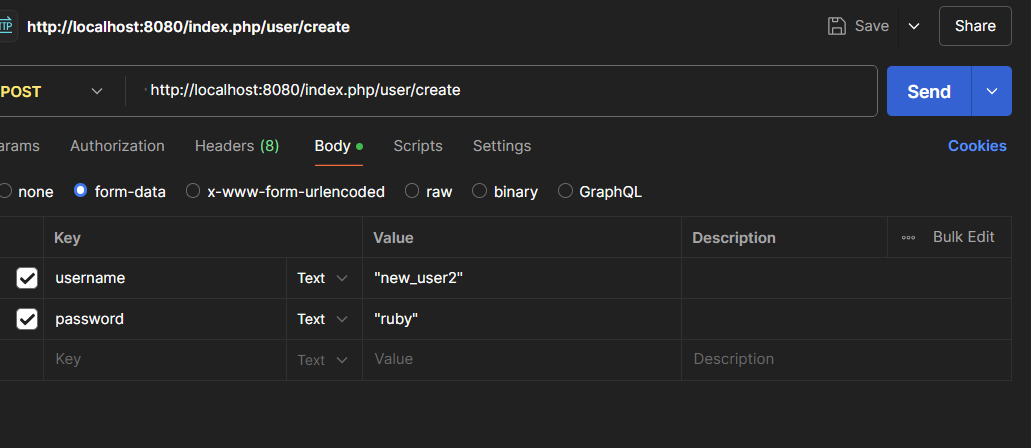 http://localhost:8080/index.php/user/create Save Share
POST http://localhost:8080/index.php/user/create Send
Authorization Headers (8) Body Scripts Settings Cookies
none form-data x-www-form-urlencoded raw binary GraphQL
Key Value Description Bulk Edit
username Text "new_user2"
password Text "ruby"
Key Text Value Description